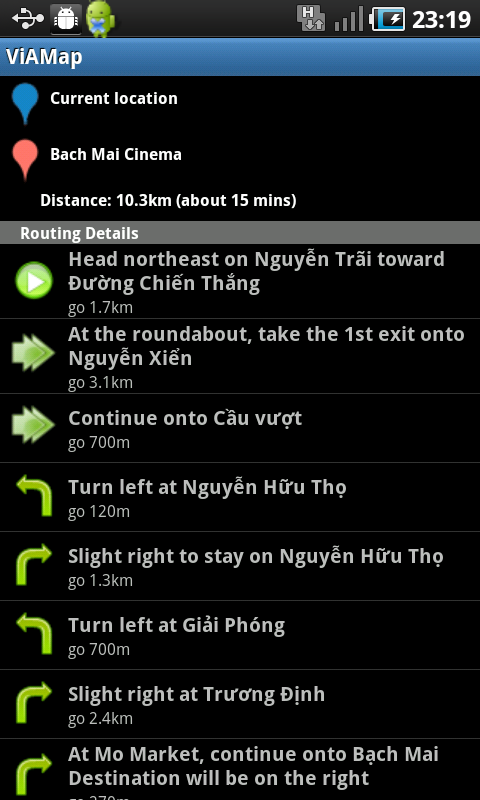 H
23:19
ViAMap
Current location
Bach Mai Cinema
Distance: 10.3km (about 15 mins)
Routing Details
Head northeast on Nguyễn Trãi toward
Đường Chiến Thắng
go 1.7km
At the roundabout, take the 1st exit onto
Nguyễn Xiển
go 3.1km
Continue onto Cầu vượt
go 700m
Turn left at Nguyễn Hữu Thọ
go 120m
Slight right to stay on Nguyễn Hữu Thọ
go 1.3km
Turn left at Giải Phóng
go 700m
Slight right at Trương Định
go 2.4km
At Mo Market, continue onto Bạch Mai
Destination will be on the right
go 270m